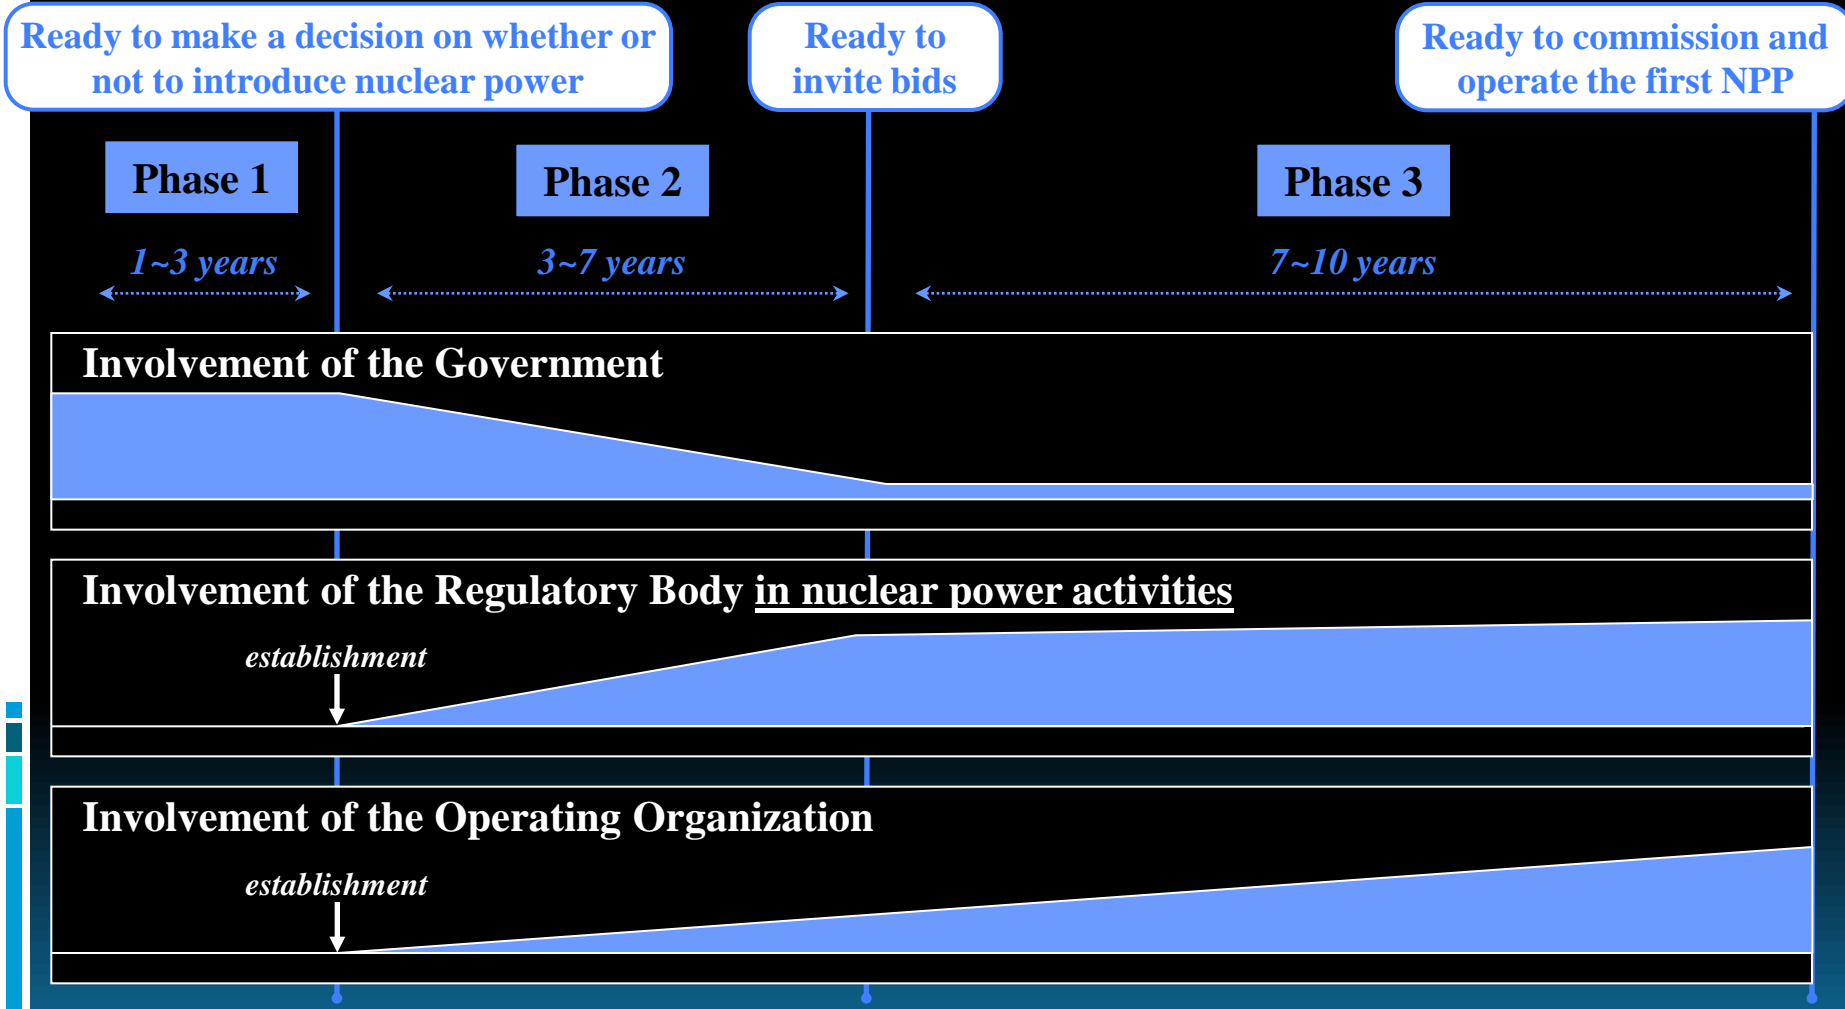 Ready to make a decision on whether or
not to introduce nuclear power
Ready to
invite bids
Ready to commission and
operate the first NPP
Phase 1
Phase 2
Phase 3
1~3 years
3~7 years
7~10 years
Involvement of the Government
Involvement of the Regulatory Body in nuclear power activities
establishment
Involvement of the Operating Organization
establishment